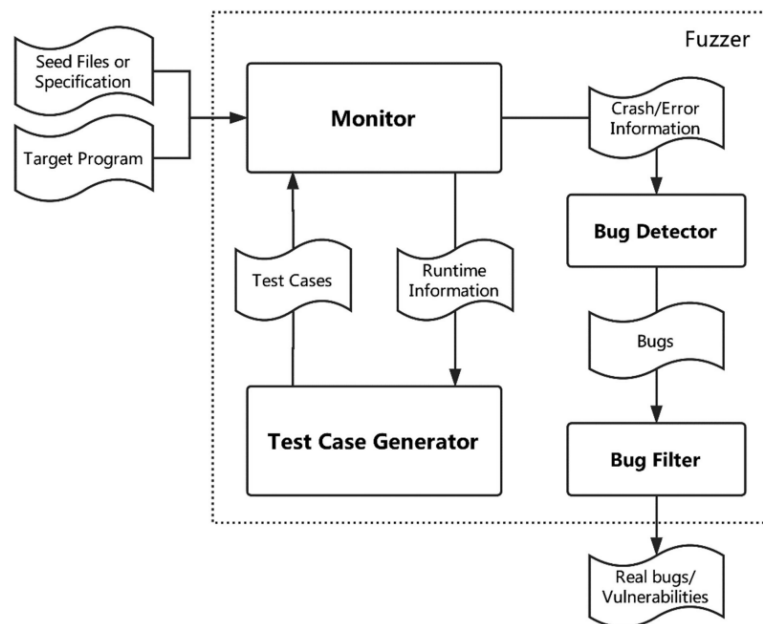 Fuzzer
Seed Files or
Specification
Target Program
Monitor
Crash/Error
Information
Bug Detector
Test Cases
Runtime
Information
Bugs
Test Case Generator
Bug Filter
Real bugs/
Vulnerabilities